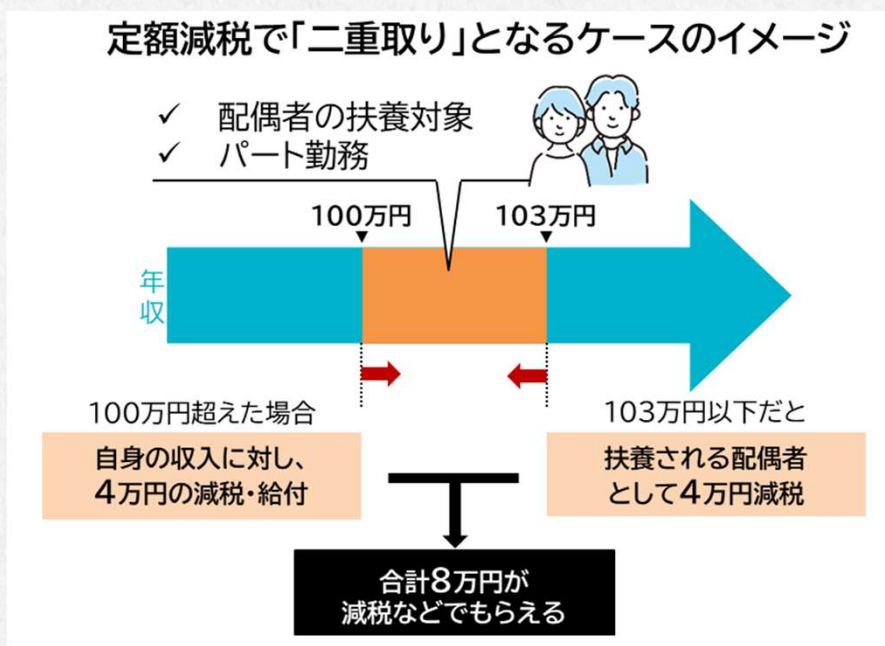 定額減税で「二重取り」となるケースのイメージ
✓ 配偶者の扶養対象
✓ パート勤務
100万円
103万円
年収
100万円超えた場合
自身の収入に対し、
4万円の減税・給付
103万円以下だと
扶養される配偶者
として4万円減税
合計8万円が
減税などでもらえる